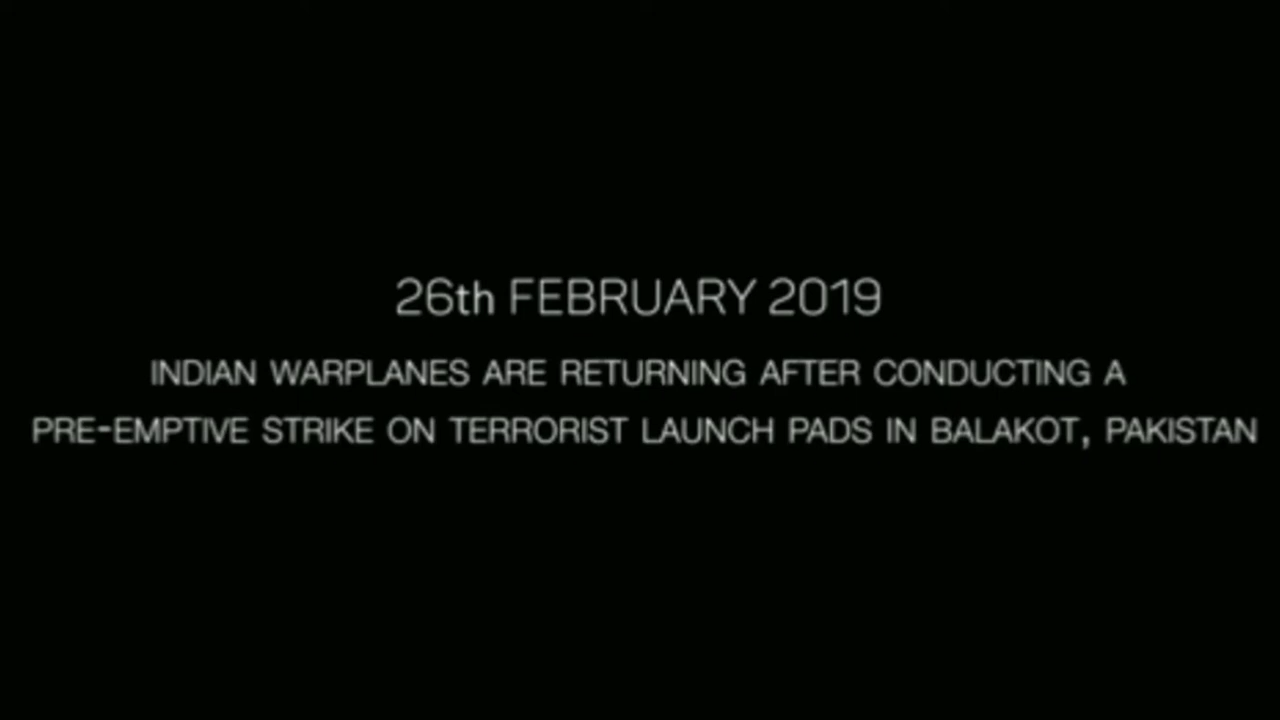 26th FEBRUARY 2019
INDIAN WARPLANES ARE RETURNING AFTER CONDUCTING A
PRE-EMPTIVE STRIKE ON TERRORIST LAUNCH PADS IN BALAKOT, PAKISTAN